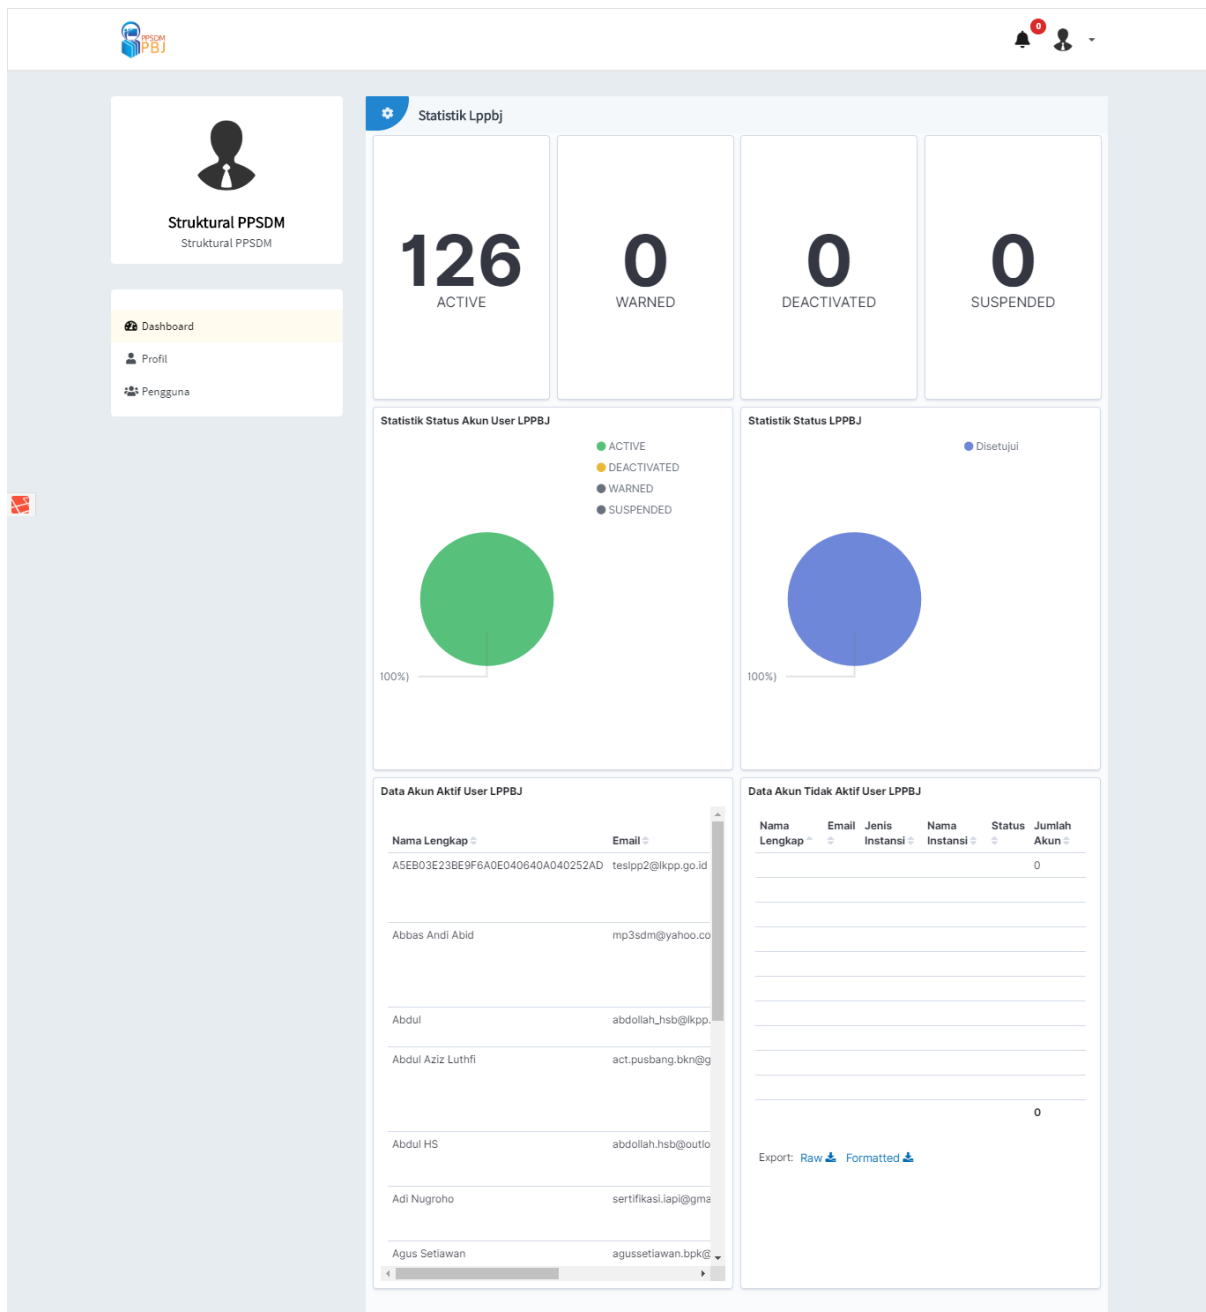 PPSDM
PBJ
0
Struktural PPSDM
Struktural PPSDM
Dashboard
Profil
Pengguna
Statistik Lppbj
126
ACTIVE
0
WARNED
0
DEACTIVATED
0
SUSPENDED
Statistik Status Akun User LPPBJ
ACTIVE
DEACTIVATED
WARNED
SUSPENDED
100%)
Statistik Status LPPBJ
Disetujui
100%)
Data Akun Aktif User LPPBJ
Nama Lengkap Email
A5EB03E23BE9F6A0E040640A040252AD teslpp2@lkpp.go.id
Abbas Andi Abid mp3sdm@yahoo.co
Abdul abdollah_hsb@lkpp.
Abdul Aziz Luthfi act.pusbang.bkn@g
Abdul HS abdollah.hsb@outlo
Adi Nugroho sertifikasi.iapi@gma
Agus Setiawan agussetiawan.bpk@
Data Akun Tidak Aktif User LPPBJ
Nama Email Jenis Nama Status Jumlah
Lengkap Instansi Instansi Akun
0
0
Export: Raw Formatted